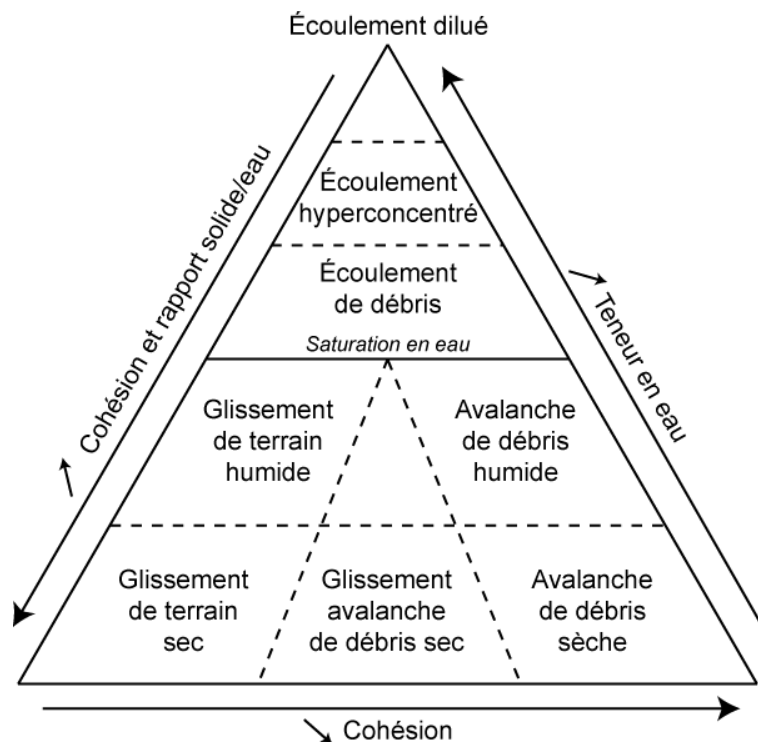 Écoulement dilué
Écoulement
hyperconcentré
Écoulement
de débris
Saturation en eau
Cohésion et rapport solide/eau
Teneur en eau
Glissement
de terrain
humide
Avalanche
de débris
humide
Glissement
de terrain
sec
Glissement
avalanche
de débris sec
Avalanche
de débris
sèche
Cohésion